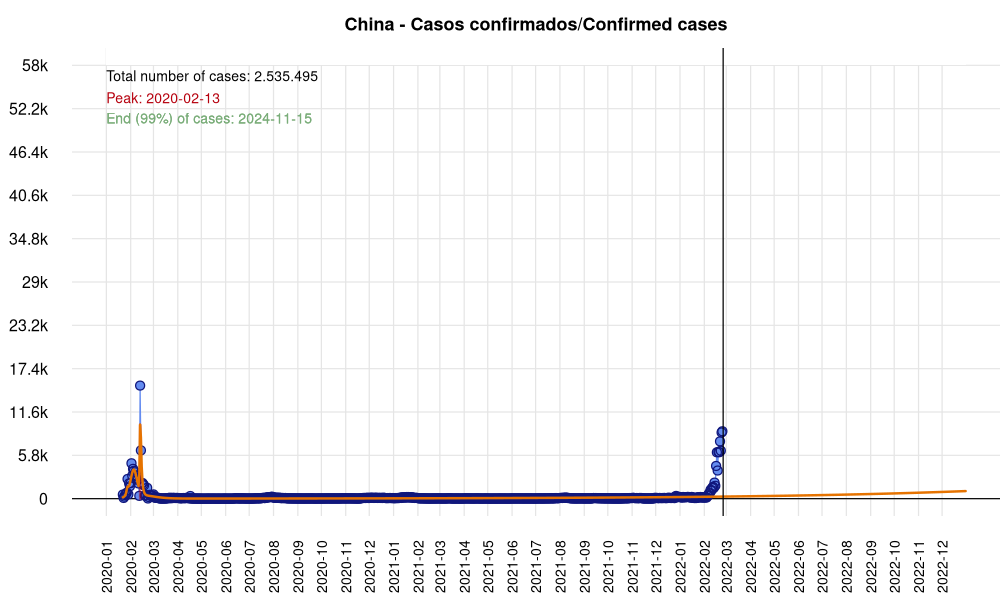 China - Casos confirmados/Confirmed cases
58k
Total number of cases: 2.535.495
Peak: 2020-02-13
52.2k
End (99%) of cases: 2024-11-15
46.4k
40.6k
34.8k
29k
23.2k
17.4k
11.6k
5.8k
0
2020-01
2020-02
2020-03
2020-04
2020-05
2020-06
2020-07
2020-08
2020-09
2020-10
2020-11
2020-12
2021-01
2021-02
2021-03
2021-04
2021-05
2021-06
2021-07
2021-08
2021-09
2021-10
2021-11
2021-12
2022-01
2022-02
2022-03
2022-04
2022-05
2022-06
2022-07
2022-08
2022-09
2022-10
2022-11
2022-12